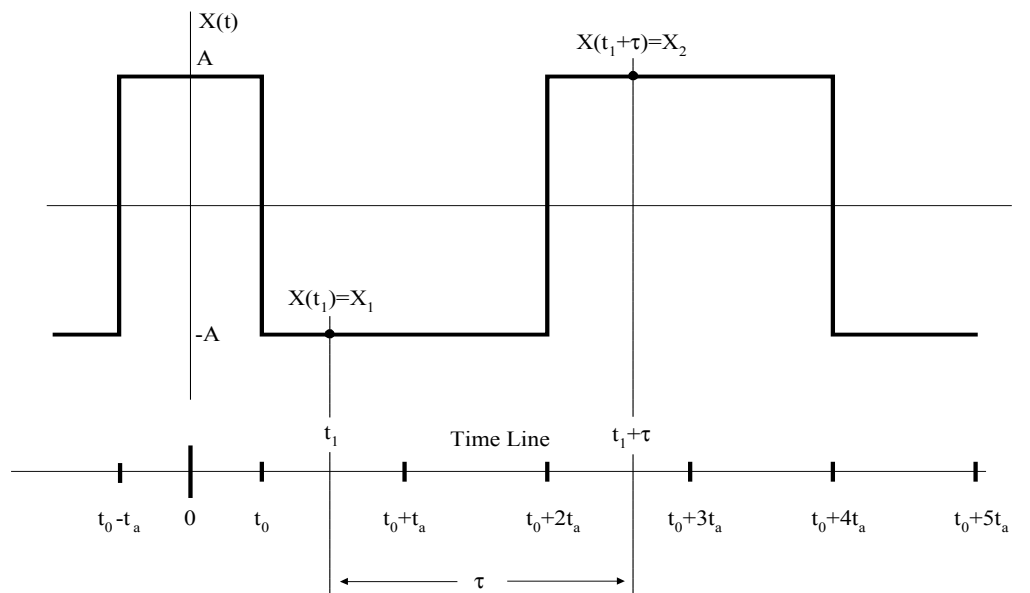 X(t)
A
X(t₁+τ)=X₂
X(t₁)=X₁
-A
t₁ Time Line t₁+τ
t₀-tₐ 0 t₀ t₀+tₐ t₀+2tₐ t₀+3tₐ t₀+4tₐ t₀+5tₐ
τ